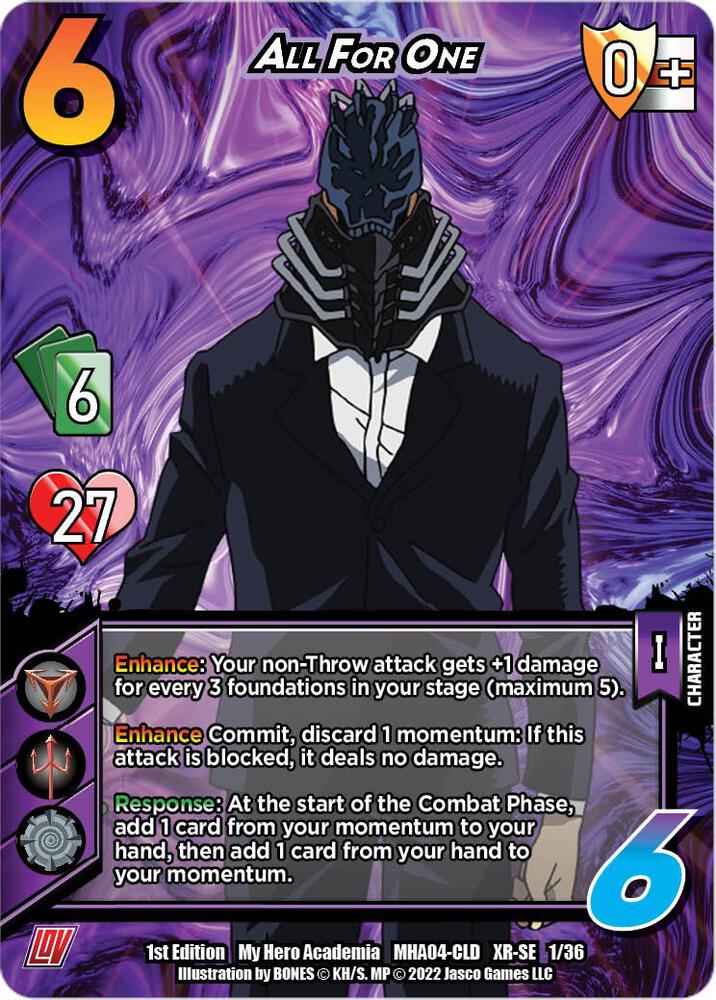 6
ALL FOR ONE
0
+
6
27
I
CHARACTER
Enhance: Your non-Throw attack gets +1 damage
for every 3 foundations in your stage (maximum 5).
Enhance Commit, discard 1 momentum: If this
attack is blocked, it deals no damage.
Response: At the start of the Combat Phase,
add 1 card from your momentum to your
hand, then add 1 card from your hand to
your momentum.
6
LOV
1st Edition My Hero Academia MHA04-CLD XR-SE 1/36
Illustration by BONES © KH/S. MP © 2022 Jasco Games LLC